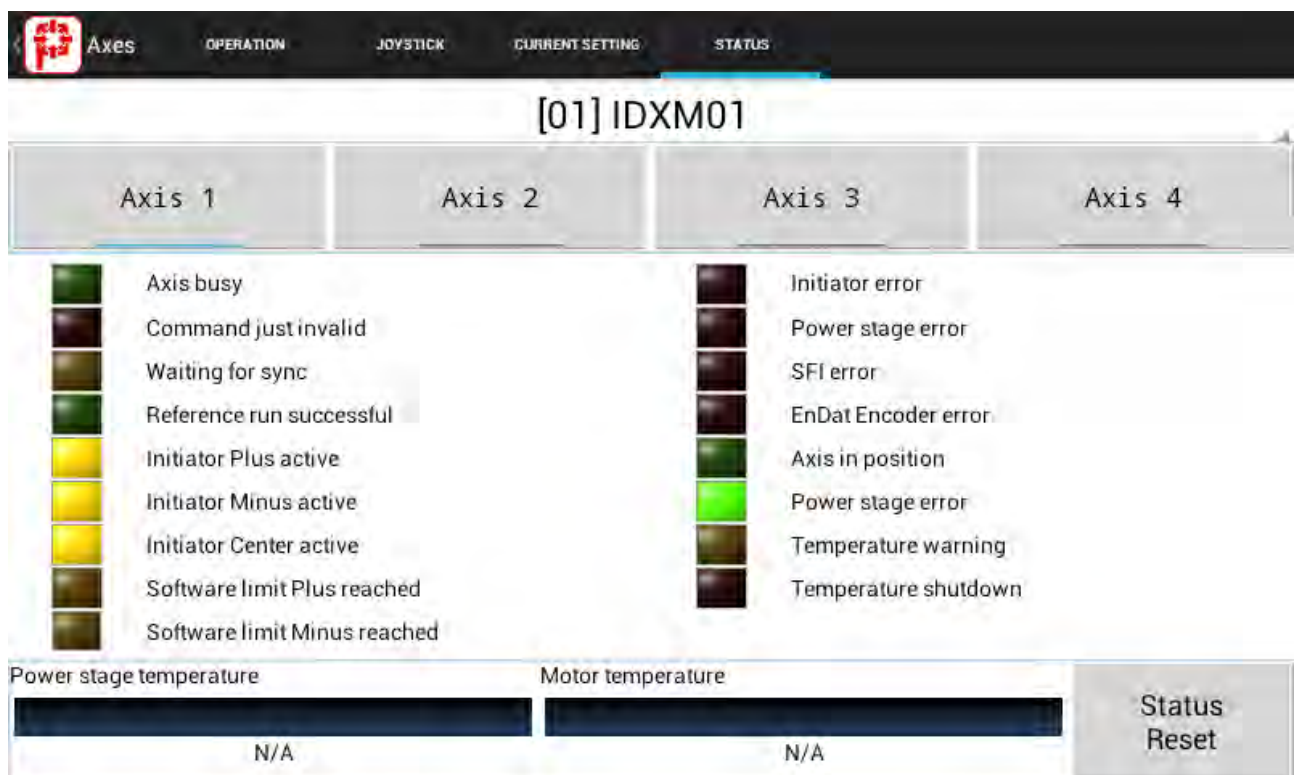 Axes OPERATION JOYSTICK CURRENT SETTING STATUS
[01] IDXM01
Axis 1 Axis 2 Axis 3 Axis 4
Axis busy
Command just invalid
Waiting for sync
Reference run successful
Initiator Plus active
Initiator Minus active
Initiator Center active
Software limit Plus reached
Software limit Minus reached
Initiator error
Power stage error
SFI error
EnDat Encoder error
Axis in position
Power stage error
Temperature warning
Temperature shutdown
Power stage temperature
N/A
Motor temperature
N/A
Status
Reset